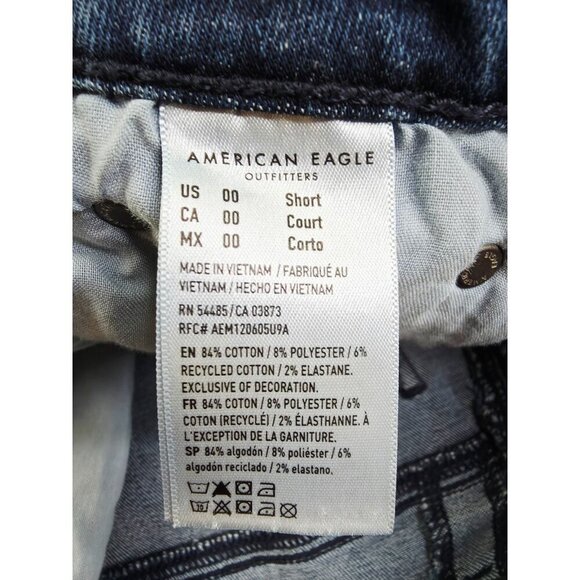 AMERICAN EAGLE
OUTFITTERS
US 00 Short
CA 00 Court
MX 00 Corto
MADE IN VIETNAM / FABRIQUÉ AU
VIETNAM / HECHO EN VIETNAM
RN 54485/CA 03873
RFC# AEM120605U9A
EN 84% COTTON / 8% POLYESTER / 6%
RECYCLED COTTON / 2% ELASTANE.
EXCLUSIVE OF DECORATION.
FR 84% COTON / 8% POLYESTER / 6%
COTON (RECYCLÉ) / 2% ÉLASTHANNE. À
L'EXCEPTION DE LA GARNITURE.
SP 84% algodón / 8% poliéster / 6%
algodón reciclado / 2% elastano.